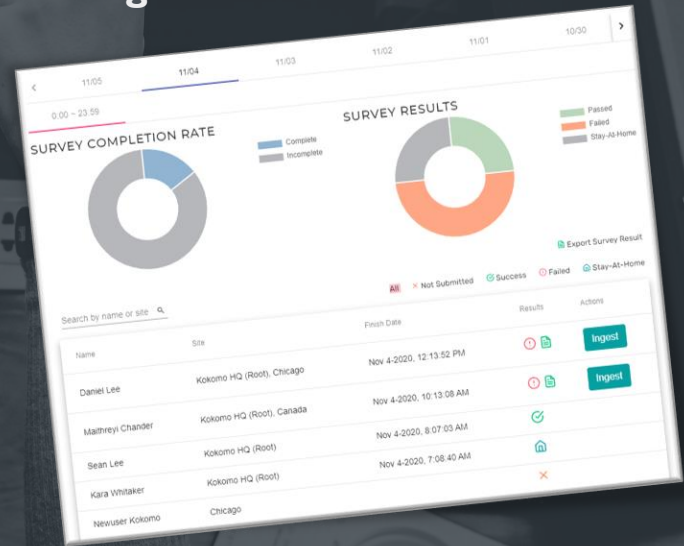 11/05 11/04 11/03 11/02 11/01 10/30
0:00 ~ 23:59
SURVEY COMPLETION RATE
Complete
Incomplete
SURVEY RESULTS
Passed
Failed
Stay-At-Home
Export Survey Result
All Not Submitted Success Failed Stay-At-Home
Search by name or site
Name Site Finish Date Results Actions
Daniel Lee Kokomo HQ (Root), Chicago Nov 4-2020, 12:13:52 PM Ingest
Maithreyi Chander Kokomo HQ (Root), Canada Nov 4-2020, 10:13:08 AM Ingest
Sean Lee Kokomo HQ (Root) Nov 4-2020, 8:07:03 AM
Kara Whitaker Kokomo HQ (Root) Nov 4-2020, 7:08:40 AM
Newuser Kokomo Chicago